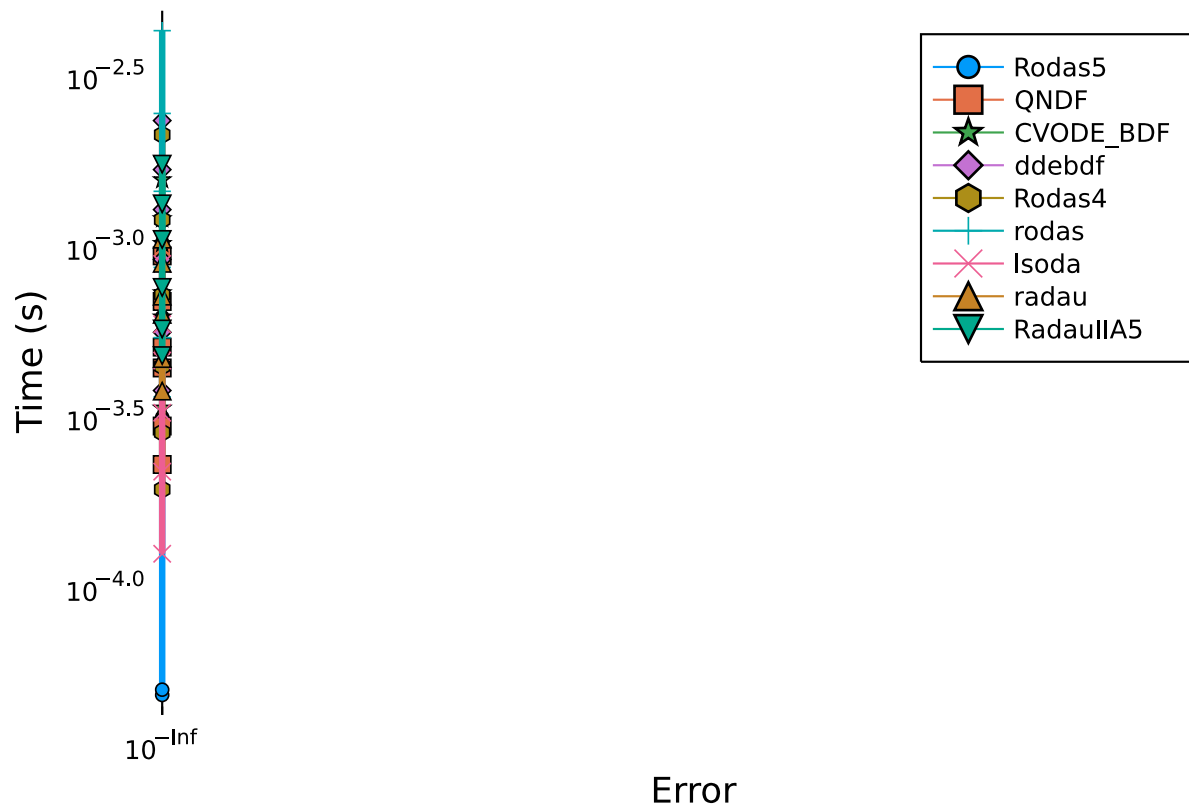 Time (s)
10^−2.5
10^−3.0
10^−3.5
10^−4.0
10^−Inf
Error
Rodas5
QNDF
CVODE_BDF
ddebdf
Rodas4
rodas
lsoda
radau
RadauIIA5